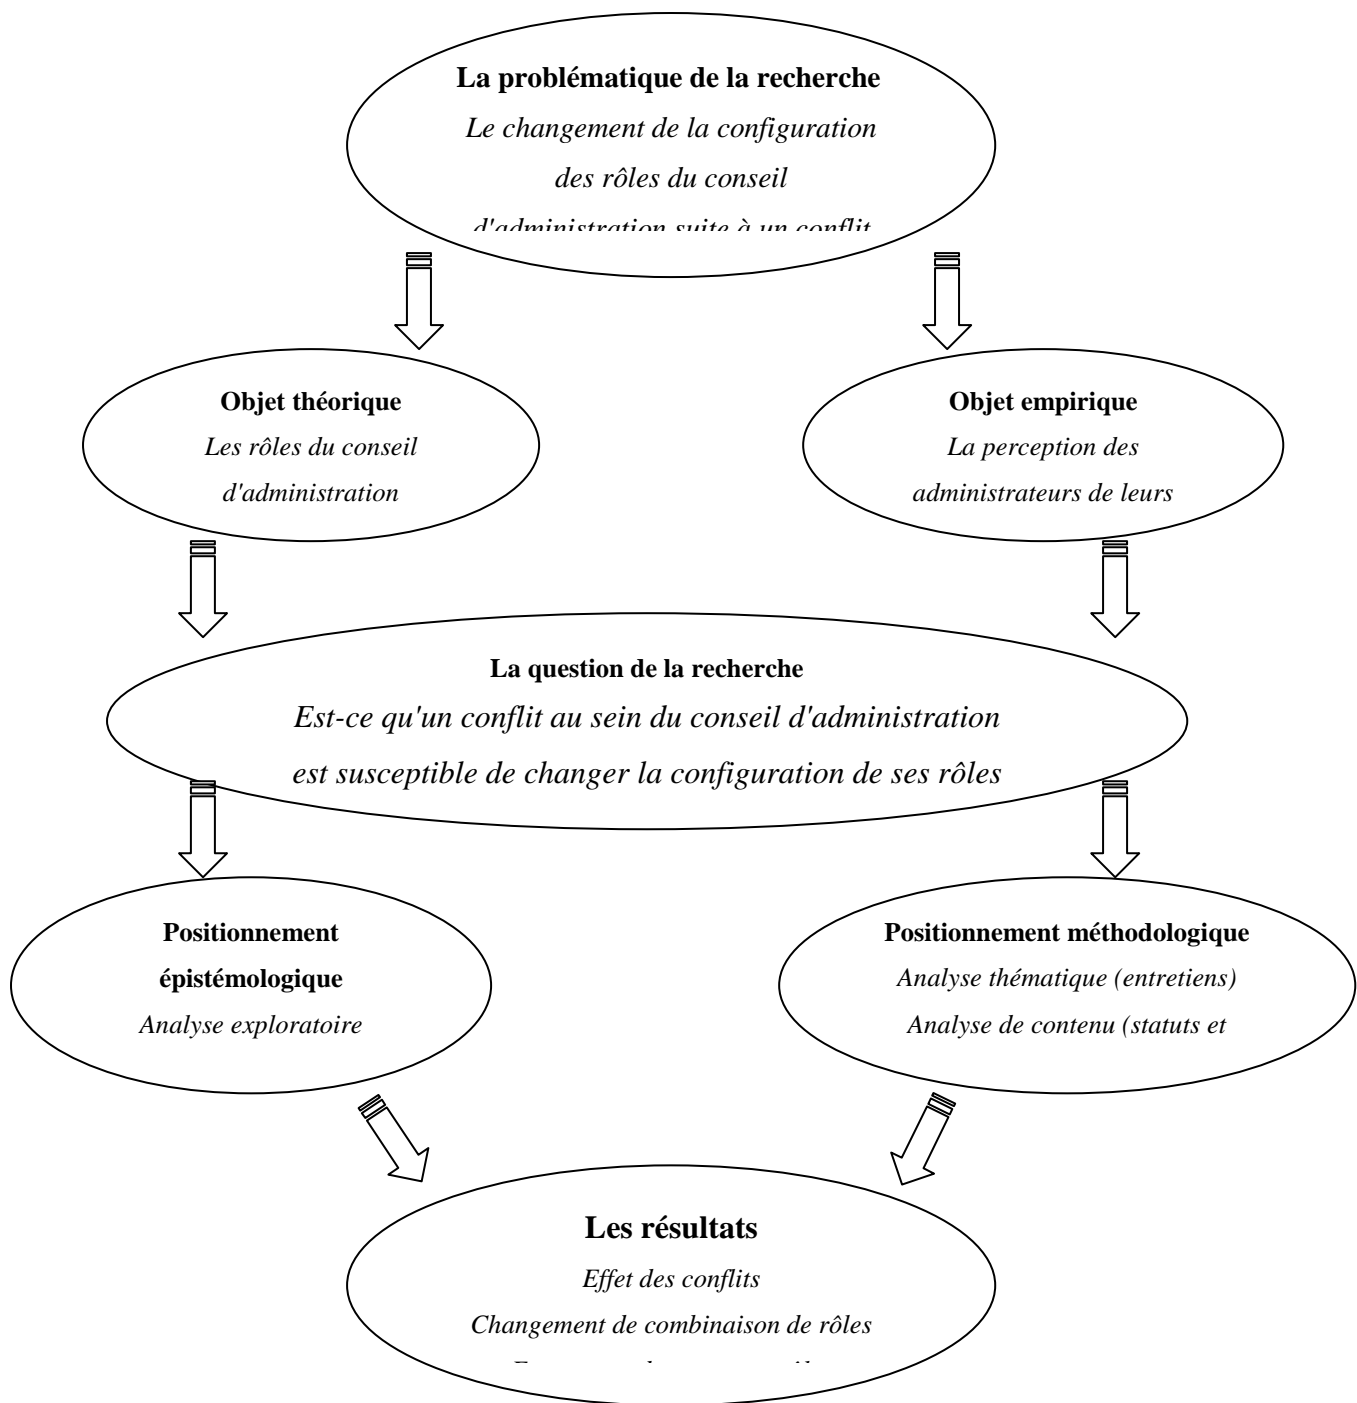 La problématique de la recherche
Le changement de la configuration
des rôles du conseil
d'administration suite à un conflit
Objet théorique
Les rôles du conseil
d'administration
Objet empirique
La perception des
administrateurs de leurs
La question de la recherche
Est-ce qu'un conflit au sein du conseil d'administration
est susceptible de changer la configuration de ses rôles
Positionnement
épistémologique
Analyse exploratoire
Positionnement méthodologique
Analyse thématique (entretiens)
Analyse de contenu (statuts et
Les résultats
Effet des conflits
Changement de combinaison de rôles